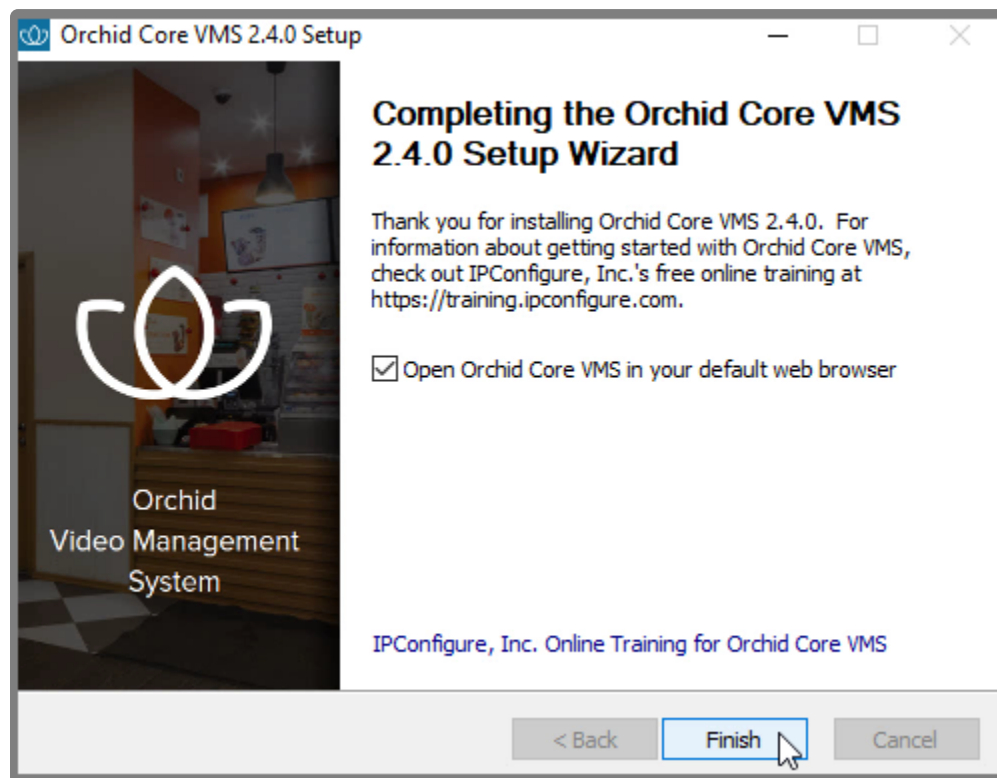 Orchid Core VMS 2.4.0 Setup
Completing the Orchid Core VMS
2.4.0 Setup Wizard
Thank you for installing Orchid Core VMS 2.4.0.  For
information about getting started with Orchid Core VMS,
check out IPConfigure, Inc.'s free online training at
https://training.ipconfigure.com.
Open Orchid Core VMS in your default web browser
Orchid
Video Management
System
IPConfigure, Inc. Online Training for Orchid Core VMS
< Back
Finish
Cancel